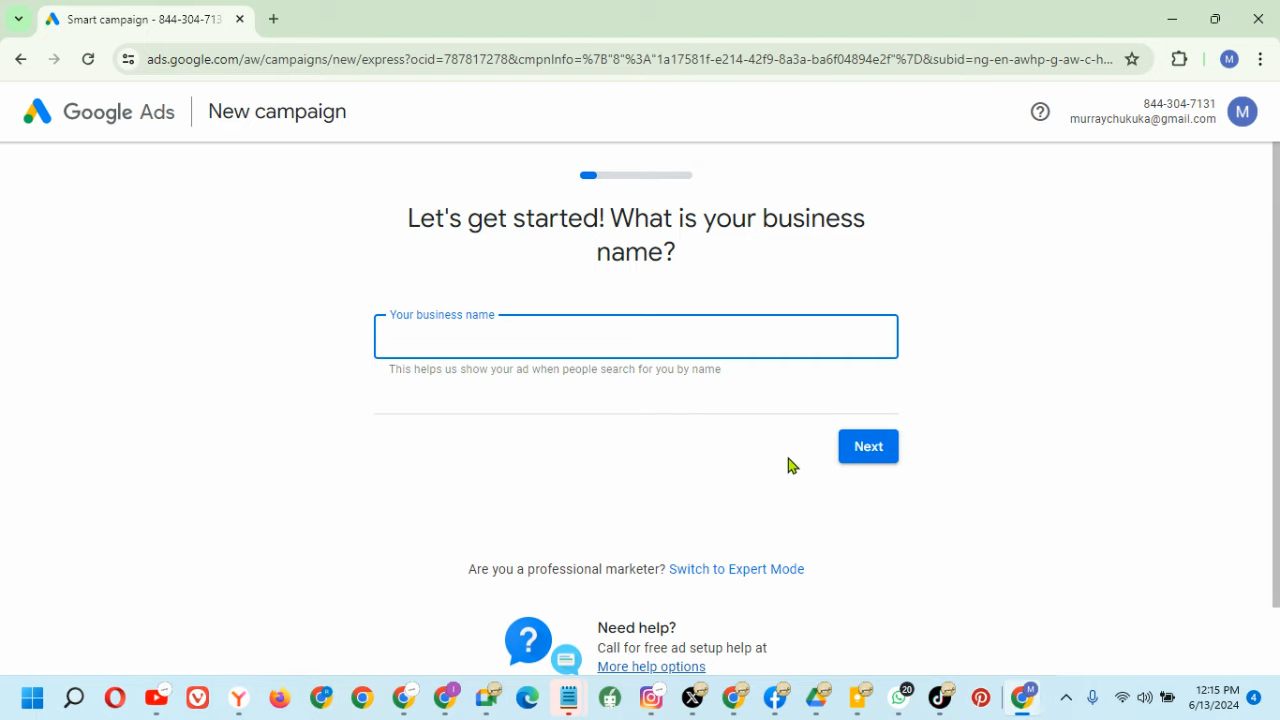 Smart campaign - 844-304-713
ads.google.com/aw/campaigns/new/express?ocid=787817278&cmpnInfo=%7B"8"%3A"1a17581f-e214-42f9-8a3a-ba6f04894e2f"%7D&subid=ng-en-awhp-g-aw-c-h...
M
Google Ads
New campaign
844-304-7131
murraychukuka@gmail.com
M
Let's get started! What is your business
name?
Your business name
This helps us show your ad when people search for you by name
Next
Are you a professional marketer? Switch to Expert Mode
Need help?
Call for free ad setup help at
More help options
20
M
12:15 PM
6/13/2024
4